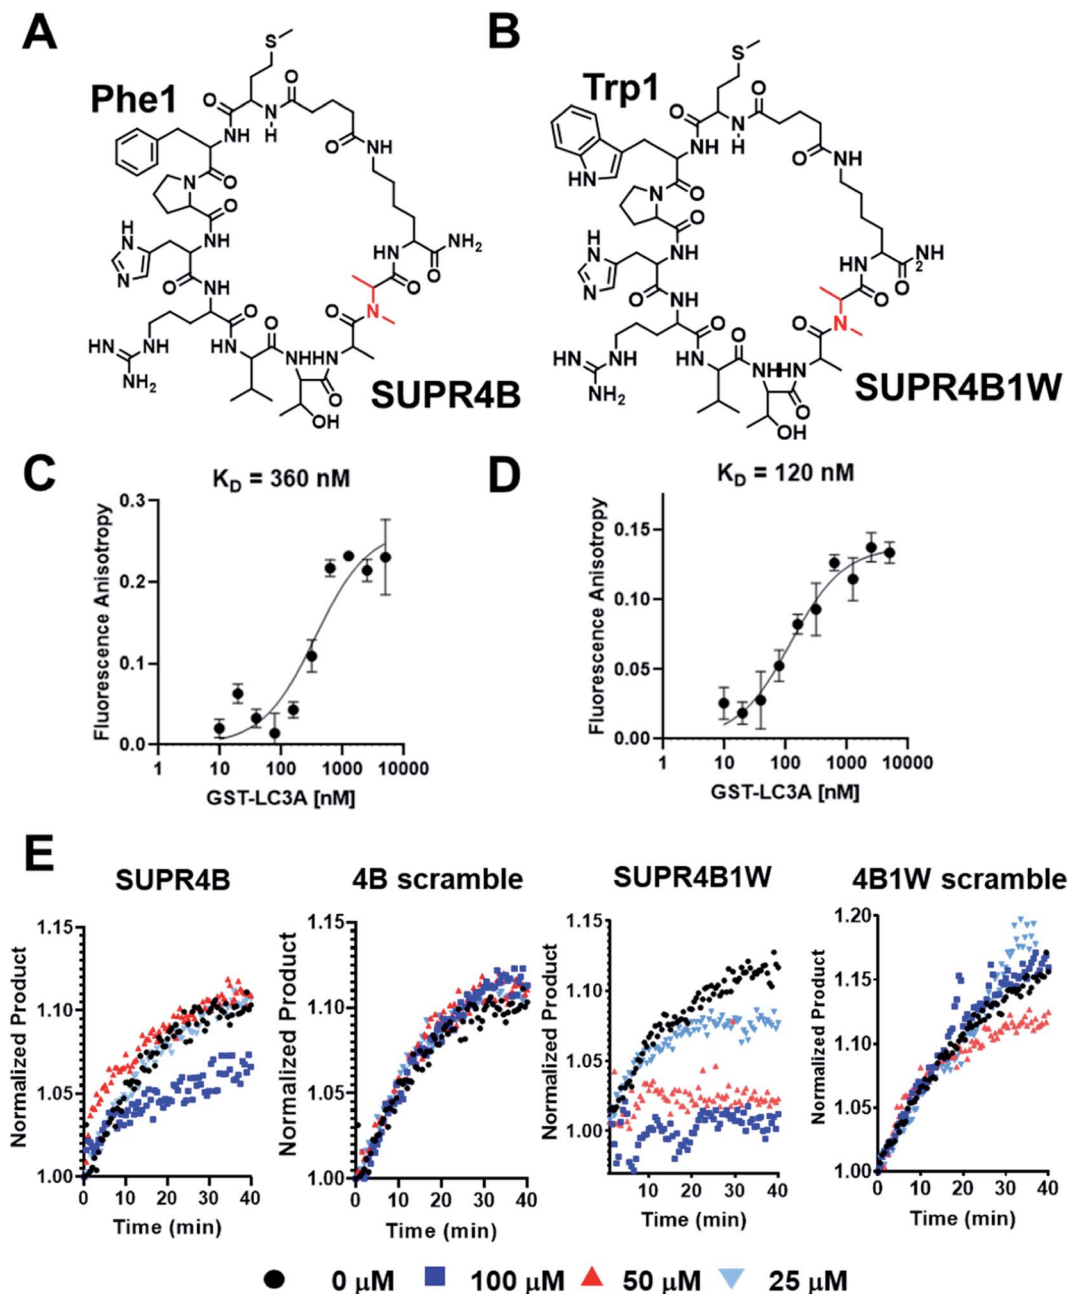 A
B
Phe1
Trp1
S
O
O
N
H
NH
O
NH
O
N
O
N
H
N
NH
O
NH
O
HN
NH
NH2
HN
O
O
HN
HN
O
OH
O
N
O
HN
O
NH2
SUPR4B
S
O
O
N
H
NH
O
NH
HN
O
N
O
N
H
N
NH
O
NH
O
HN
NH
NH2
HN
O
NH
HN
O
OH
O
N
O
HN
O
NH
2
SUPR4B1W
C
KD = 360 nM
Fluorescence Anisotropy
0.3
0.2
0.1
0.0
1 10 100 1000 10000
GST-LC3A [nM]
D
KD = 120 nM
Fluorescence Anisotropy
0.15
0.10
0.05
0.00
1 10 100 1000 10000
GST-LC3A [nM]
E
SUPR4B
Normalized Product
1.15
1.10
1.05
1.00
0 10 20 30 40
Time (min)
4B scramble
Normalized Product
1.15
1.10
1.05
1.00
0 10 20 30 40
Time (min)
SUPR4B1W
Normalized Product
1.15
1.10
1.05
1.00
10 20 30 40
Time (min)
4B1W scramble
Normalized Product
1.20
1.15
1.10
1.05
1.00
0 10 20 30 40
Time (min)
0 µM 100 µM 50 µM 25 µM